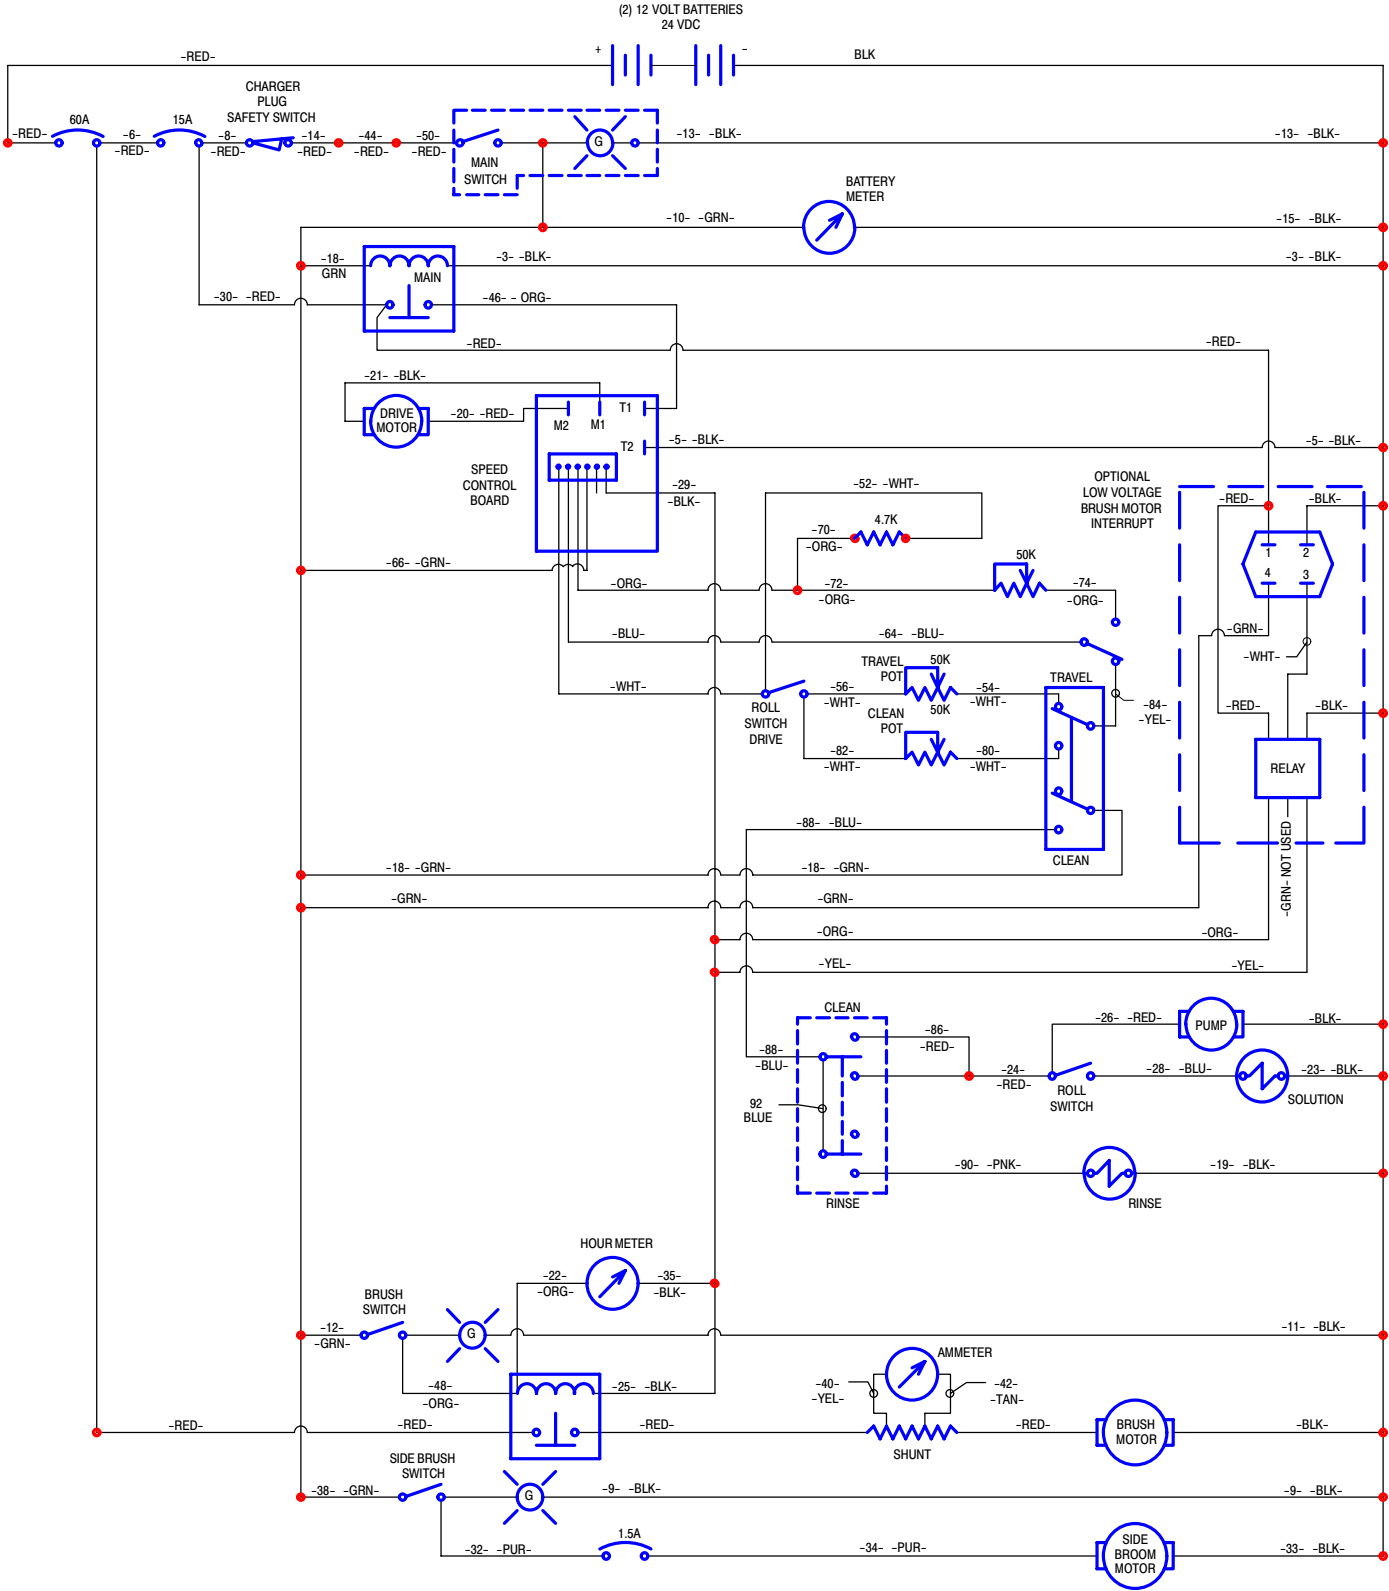 (2) 12 VOLT BATTERIES
24 VDC
+
-
-RED-
BLK
CHARGER
PLUG
SAFETY SWITCH
-RED-
60A
-6-
-RED-
15A
-8-
-RED-
-14-
-RED-
-44-
-RED-
-50-
-RED-
MAIN
SWITCH
G
-13- -BLK-
-13- -BLK-
BATTERY
METER
-10- -GRN-
-15- -BLK-
-18-
GRN
MAIN
-3- -BLK-
-3- -BLK-
-30- -RED-
-46- - ORG-
-RED-
-RED-
-21- -BLK-
DRIVE
MOTOR
-20- -RED-
M2
M1
T1
T2
-5- -BLK-
-5- -BLK-
SPEED
CONTROL
BOARD
-29-
-BLK-
-52- -WHT-
-70-
-ORG-
4.7K
OPTIONAL
LOW VOLTAGE
BRUSH MOTOR
INTERRUPT
-RED-
-BLK-
1
2
4
3
-66- -GRN-
-ORG-
-72-
-ORG-
50K
-74-
-ORG-
-BLU-
-64- -BLU-
-GRN-
-WHT-
TRAVEL
POT
50K
-WHT-
ROLL
SWITCH
DRIVE
-56-
-WHT-
-54-
-WHT-
TRAVEL
-84-
-YEL-
-RED-
-BLK-
CLEAN
POT
50K
-82-
-WHT-
-80-
-WHT-
RELAY
-88- -BLU-
CLEAN
-GRN- NOT USED
-18- -GRN-
-18- -GRN-
-GRN-
-GRN-
-ORG-
-ORG-
-YEL-
-YEL-
CLEAN
-86-
-RED-
-26- -RED-
PUMP
-BLK-
-88-
-BLU-
-24-
-RED-
ROLL
SWITCH
-28- -BLU-
-23- -BLK-
SOLUTION
92
BLUE
-90- -PNK-
-19- -BLK-
RINSE
RINSE
HOUR METER
-22-
-ORG-
-35-
-BLK-
BRUSH
SWITCH
-12-
-GRN-
G
-11- -BLK-
-48-
-ORG-
-25- -BLK-
AMMETER
-40-
-YEL-
-42-
-TAN-
-RED-
-RED-
-RED-
SHUNT
-RED-
BRUSH
MOTOR
-BLK-
SIDE BRUSH
SWITCH
-38- -GRN-
G
-9- -BLK-
-9- -BLK-
-32- -PUR-
1.5A
-34- -PUR-
SIDE
BROOM
MOTOR
-33- -BLK-